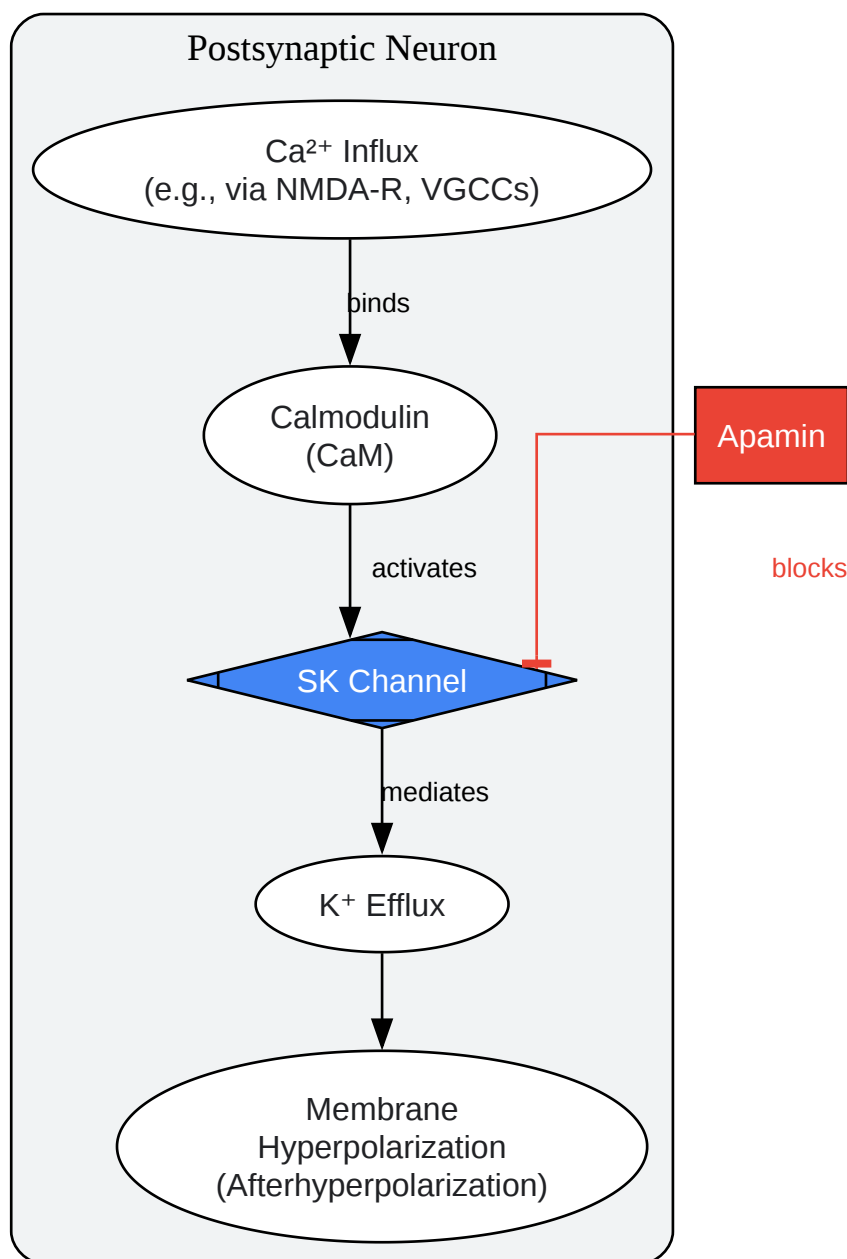 Postsynaptic Neuron
Ca²⁺ Influx
(e.g., via NMDA-R, VGCCs)
binds
Calmodulin
(CaM)
Apamin
activates
blocks
SK Channel
mediates
K⁺ Efflux
Membrane
Hyperpolarization
(Afterhyperpolarization)